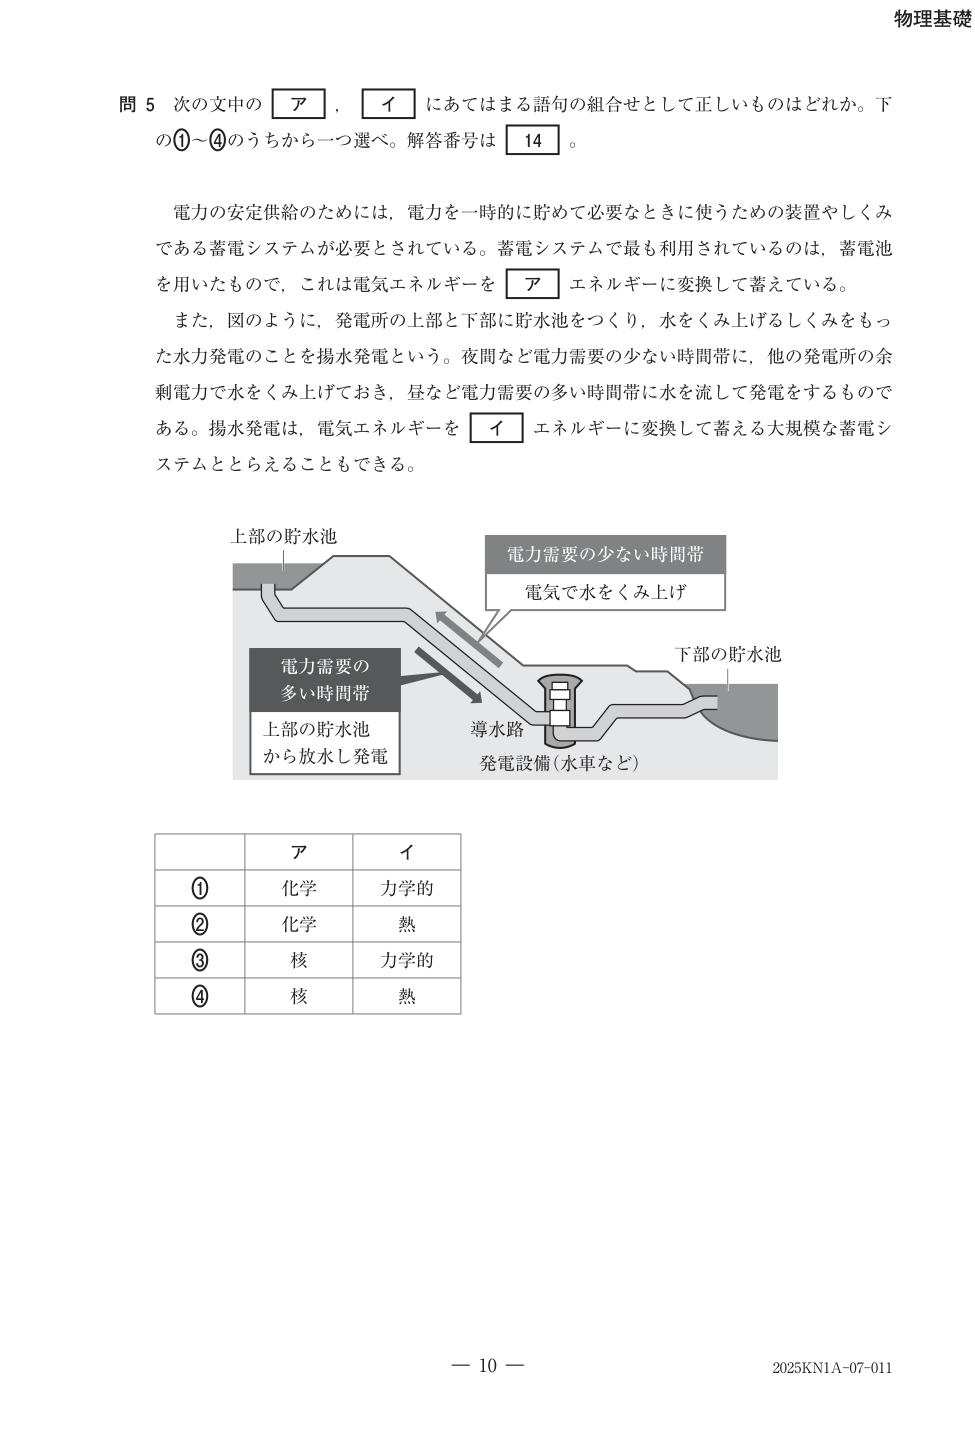 物理基礎
問 5　次の文中の ア ， イ にあてはまる語句の組合せとして正しいものはどれか。下
の①～④のうちから一つ選べ。解答番号は 14 。
電力の安定供給のためには，電力を一時的に貯めて必要なときに使うための装置やしくみ
である蓄電システムが必要とされている。蓄電システムで最も利用されているのは，蓄電池
を用いたもので，これは電気エネルギーを ア エネルギーに変換して蓄えている。
また，図のように，発電所の上部と下部に貯水池をつくり，水をくみ上げるしくみをもっ
た水力発電のことを揚水発電という。夜間など電力需要の少ない時間帯に，他の発電所の余
剰電力で水をくみ上げておき，昼など電力需要の多い時間帯に水を流して発電をするもので
ある。揚水発電は，電気エネルギーを イ エネルギーに変換して蓄える大規模な蓄電シ
ステムととらえることもできる。
上部の貯水池
電力需要の少ない時間帯
電気で水をくみ上げ
下部の貯水池
電力需要の
多い時間帯
上部の貯水池
から放水し発電
導水路
発電設備（水車など）
ア　イ
①　化学　力学的
②　化学　熱
③　核　力学的
④　核　熱
― 10 ―
2025KN1A-07-011